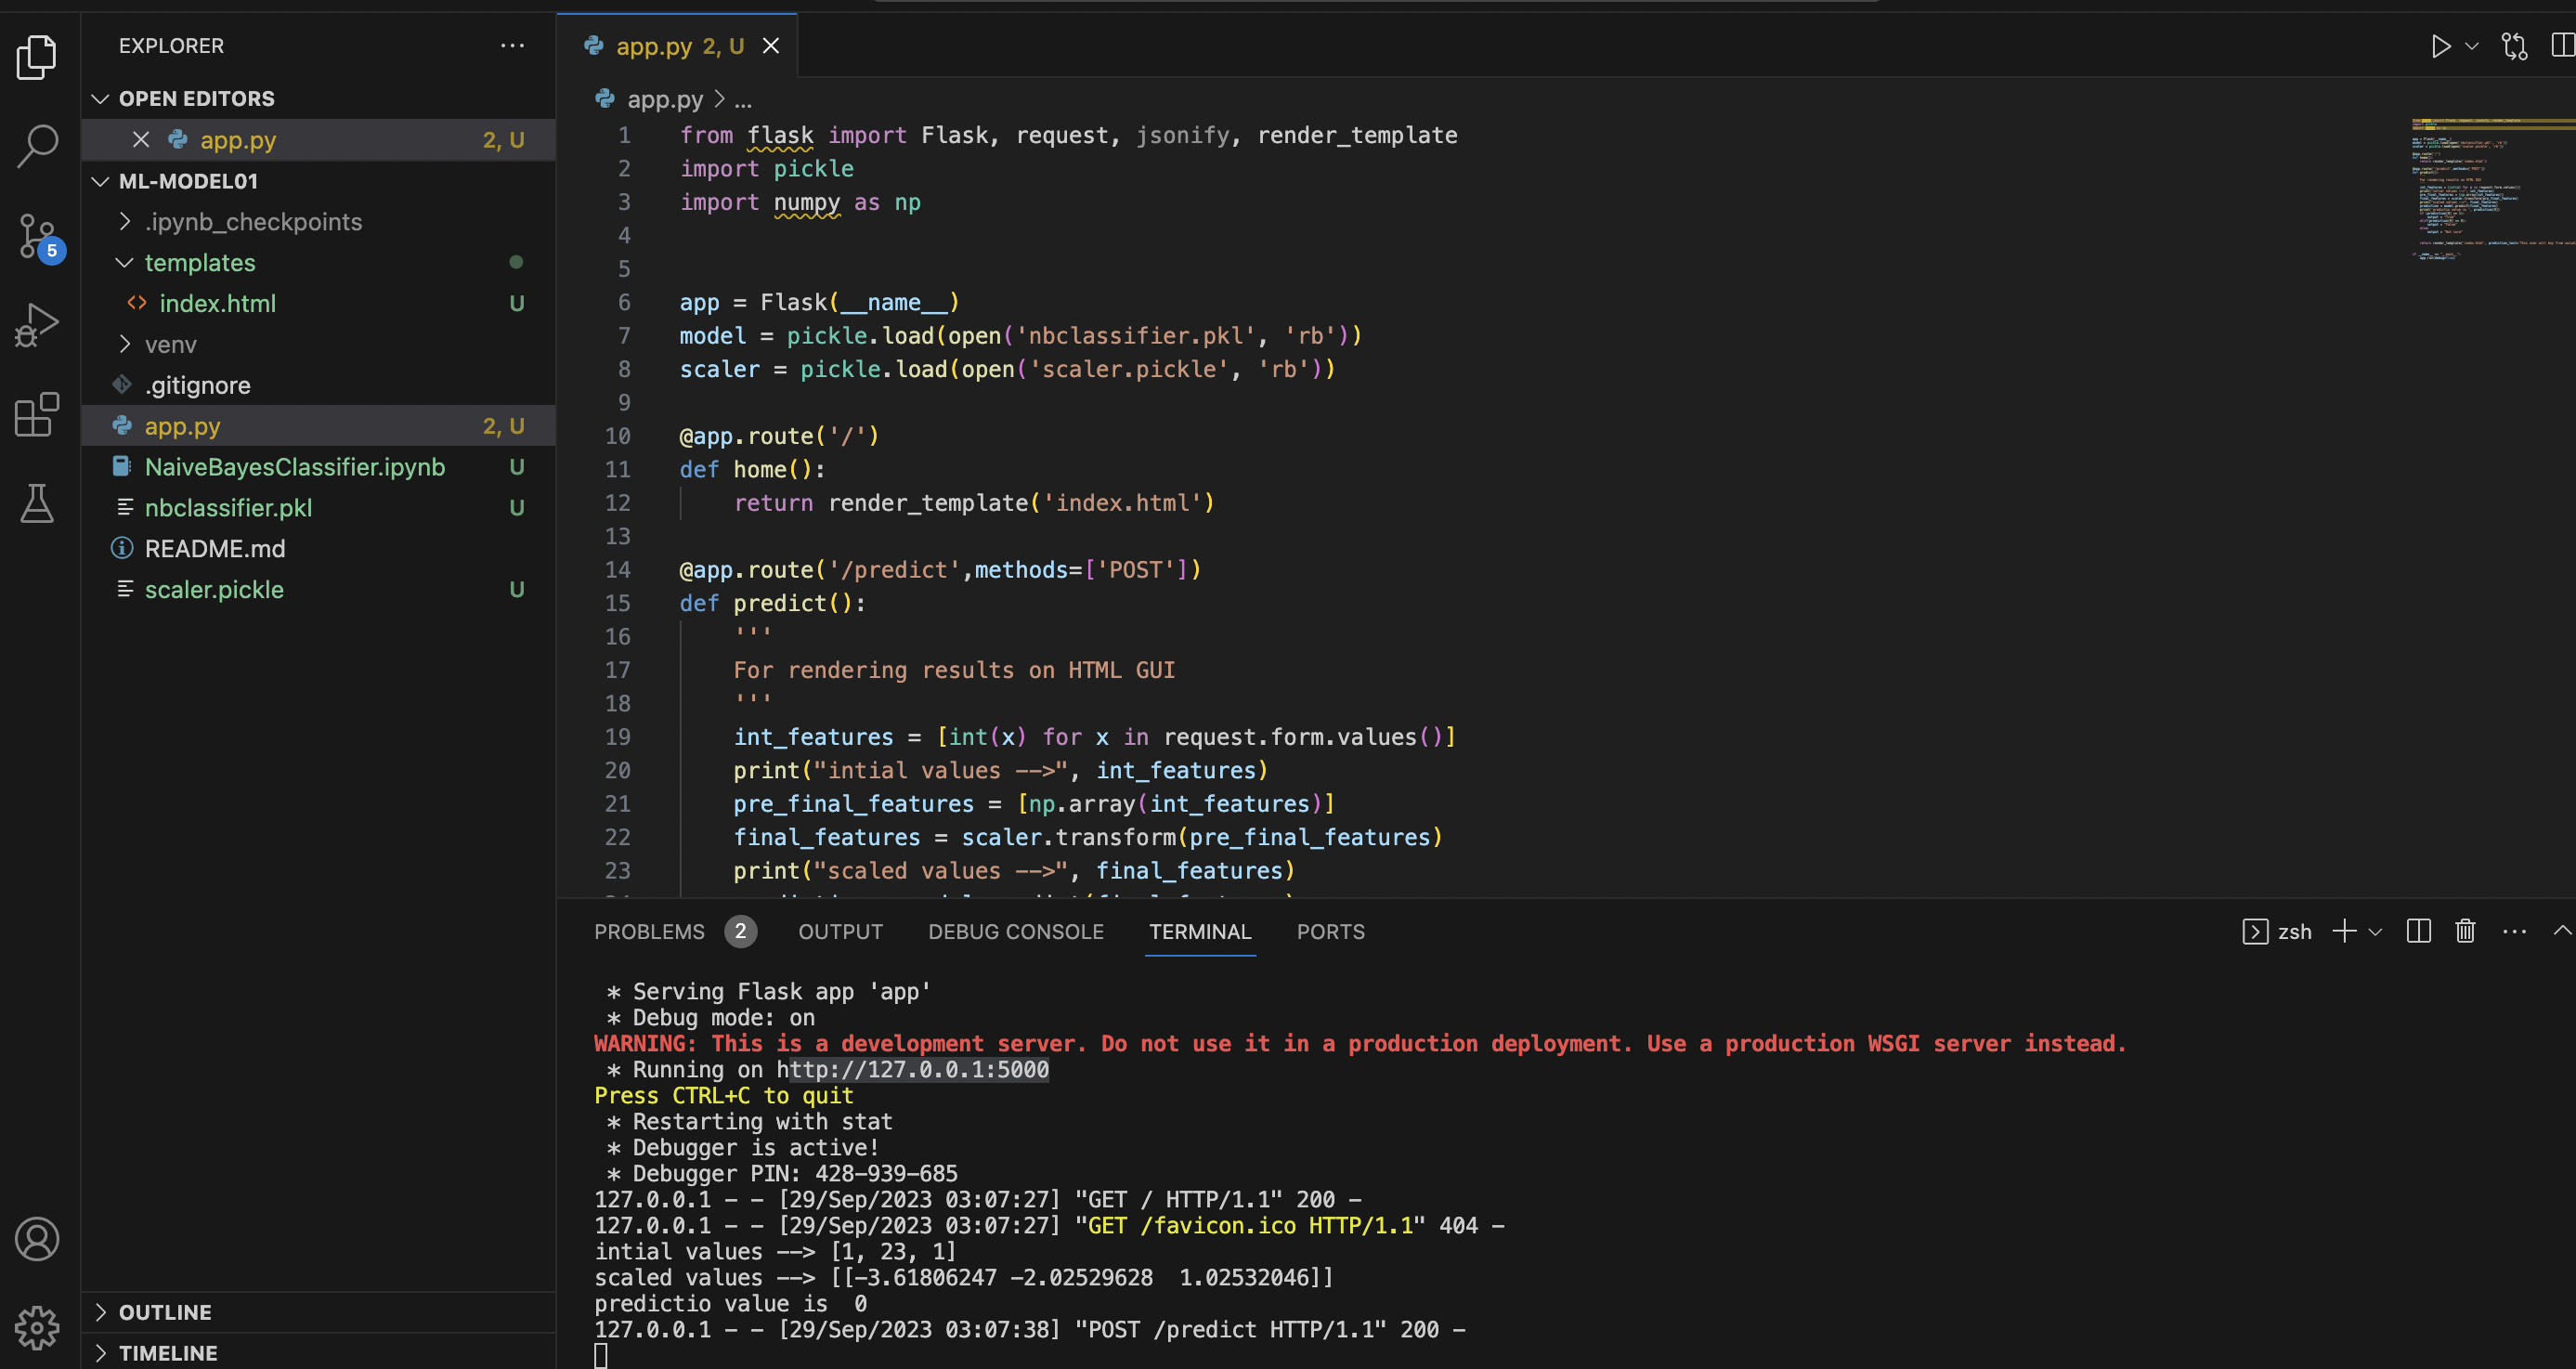 EXPLORER
OPEN EDITORS
app.py 2, U
ML-MODEL01
.ipynb_checkpoints
templates
index.html U
venv
.gitignore
app.py 2, U
NaiveBayesClassifier.ipynb U
nbclassifier.pkl U
README.md
scaler.pickle U
OUTLINE
TIMELINE
5
app.py 2, U
app.py > ...
1 from flask import Flask, request, jsonify, render_template
2 import pickle
3 import numpy as np
4
5
6 app = Flask(__name__)
7 model = pickle.load(open('nbclassifier.pkl', 'rb'))
8 scaler = pickle.load(open('scaler.pickle', 'rb'))
9
10 @app.route('/')
11 def home():
12 return render_template('index.html')
13
14 @app.route('/predict',methods=['POST'])
15 def predict():
16 '''
17 For rendering results on HTML GUI
18 '''
19 int_features = [int(x) for x in request.form.values()]
20 print("intial values -->", int_features)
21 pre_final_features = [np.array(int_features)]
22 final_features = scaler.transform(pre_final_features)
23 print("scaled values -->", final_features)
PROBLEMS 2 OUTPUT DEBUG CONSOLE TERMINAL PORTS
zsh
* Serving Flask app 'app'
* Debug mode: on
WARNING: This is a development server. Do not use it in a production deployment. Use a production WSGI server instead.
* Running on http://127.0.0.1:5000
Press CTRL+C to quit
* Restarting with stat
* Debugger is active!
* Debugger PIN: 428-939-685
127.0.0.1 - - [29/Sep/2023 03:07:27] "GET / HTTP/1.1" 200 -
127.0.0.1 - - [29/Sep/2023 03:07:27] "GET /favicon.ico HTTP/1.1" 404 -
intial values --> [1, 23, 1]
scaled values --> [[-3.61806247 -2.02529628 1.02532046]]
predictio value is 0
127.0.0.1 - - [29/Sep/2023 03:07:38] "POST /predict HTTP/1.1" 200 -